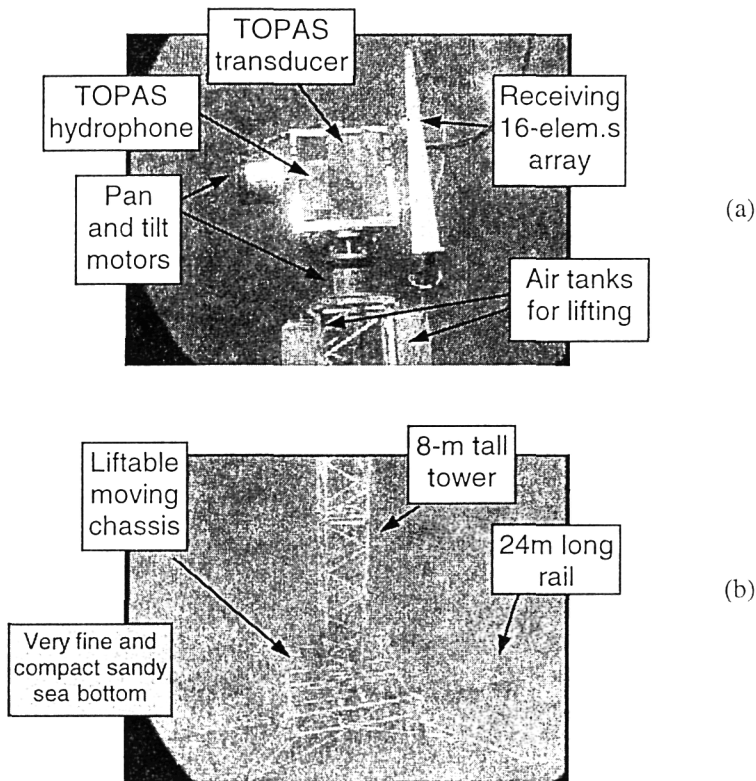 TOPAS
transducer
TOPAS
hydrophone
Receiving
16-elem.s
array
Pan
and tilt
motors
(a)
Air tanks
for lifting
8-m tall
tower
Liftable
moving
chassis
24m long
rail
(b)
Very fine and
compact sandy
sea bottom